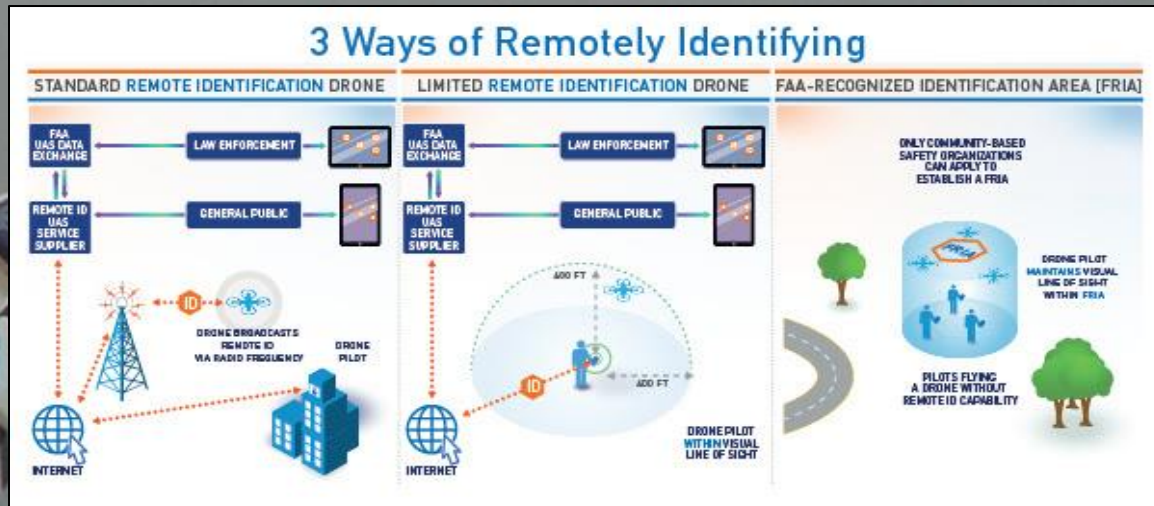 3 Ways of Remotely Identifying
STANDARD REMOTE IDENTIFICATION DRONE
FAA
UAS DATA
EXCHANGE
LAW ENFORCEMENT
REMOTE ID
UAS
SERVICE
SUPPLIER
GENERAL PUBLIC
ID
DRONE BROADCASTS
REMOTE ID
VIA RADIO FREQUENCY
DRONE
PILOT
INTERNET
LIMITED REMOTE IDENTIFICATION DRONE
FAA
UAS DATA
EXCHANGE
LAW ENFORCEMENT
REMOTE ID
UAS
SERVICE
SUPPLIER
GENERAL PUBLIC
FT
FT
ID
DRONE PILOT
WITHIN VISUAL
LINE OF SIGHT
INTERNET
FAA-RECOGNIZED IDENTIFICATION AREA [FRIA]
ONLY COMMUNITY-BASED
SAFETY ORGANIZATIONS
CAN APPLY TO
ESTABLISH A FRIA
FRIA
DRONE PILOT
MAINTAINS VISUAL
LINE OF SIGHT
WITHIN FRIA
PILOTS FLYING
A DRONE WITHOUT
REMOTE ID CAPABILITY